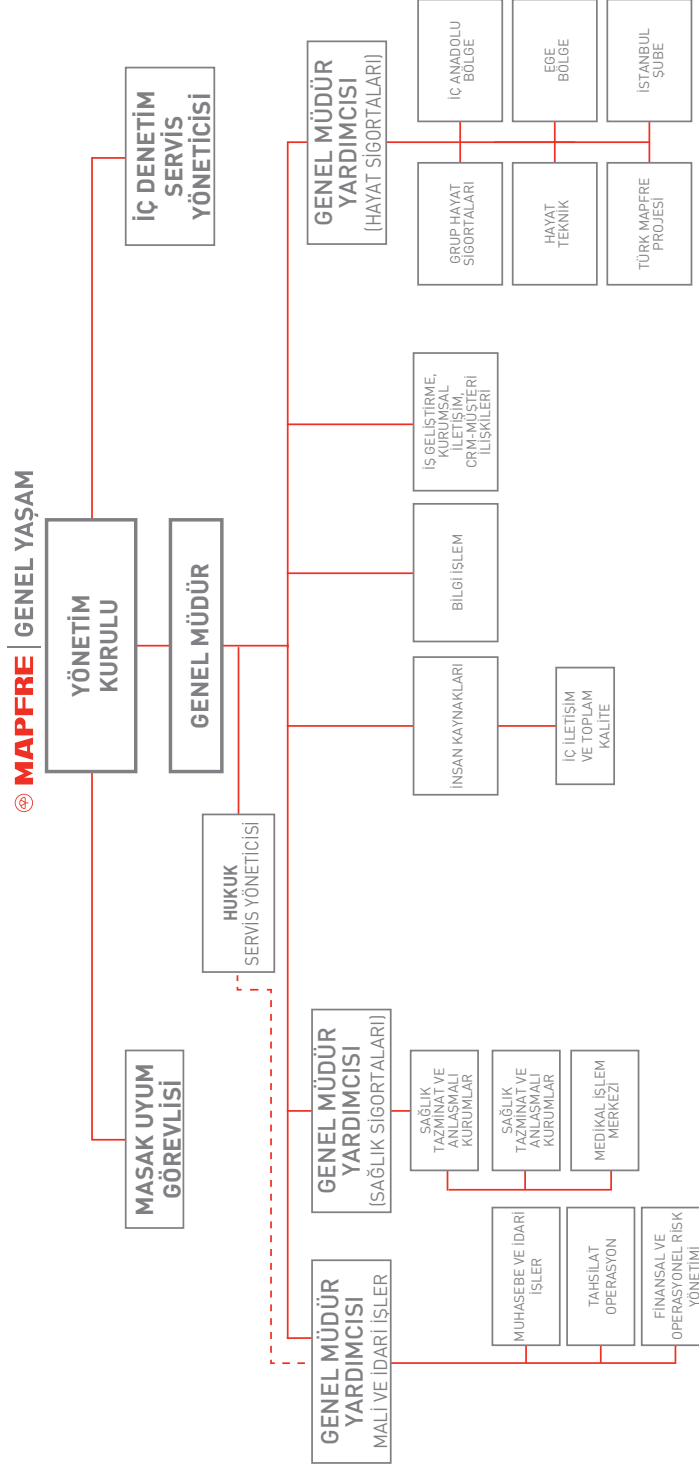 MAPFRE | GENEL YAŞAM
YÖNETİM
KURULU
MASAK UYUM
GÖREVLİSİ
İÇ DENETİM
SERVİS
YÖNETİCİSİ
GENEL MÜDÜR
HUKUK
SERVİS YÖNETİCİSİ
GENEL MÜDÜR
YARDIMCISI
MALİ VE İDARİ İŞLER
GENEL MÜDÜR
YARDIMCISI
(SAĞLIK SİGORTALARI)
GENEL MÜDÜR
YARDIMCISI
(HAYAT SİGORTALARI)
MUHASEBE VE İDARİ
İŞLER
TAHSİLAT
OPERASYON
FİNANSAL VE
OPERASYONEL RİSK
YÖNETİMİ
SAĞLIK
TAZMİNAT VE
ANLAŞMALI
KURUMLAR
SAĞLIK
TAZMİNAT VE
ANLAŞMALI
KURUMLAR
MEDİKAL İŞLEM
MERKEZİ
İNSAN KAYNAKLARI
İÇ İLETİŞİM
VE TOPLAM
KALİTE
BİLGİ İŞLEM
İŞ GELİŞTİRME,
KURUMSAL
İLETİŞİM,
CRM-MÜŞTERİ
İLİŞKİLERİ
GRUP HAYAT
SİGORTALARI
İÇ ANADOLU
BÖLGE
HAYAT
TEKNİK
EGE
BÖLGE
TÜRK MAPFRE
PROJESİ
İSTANBUL
ŞUBE